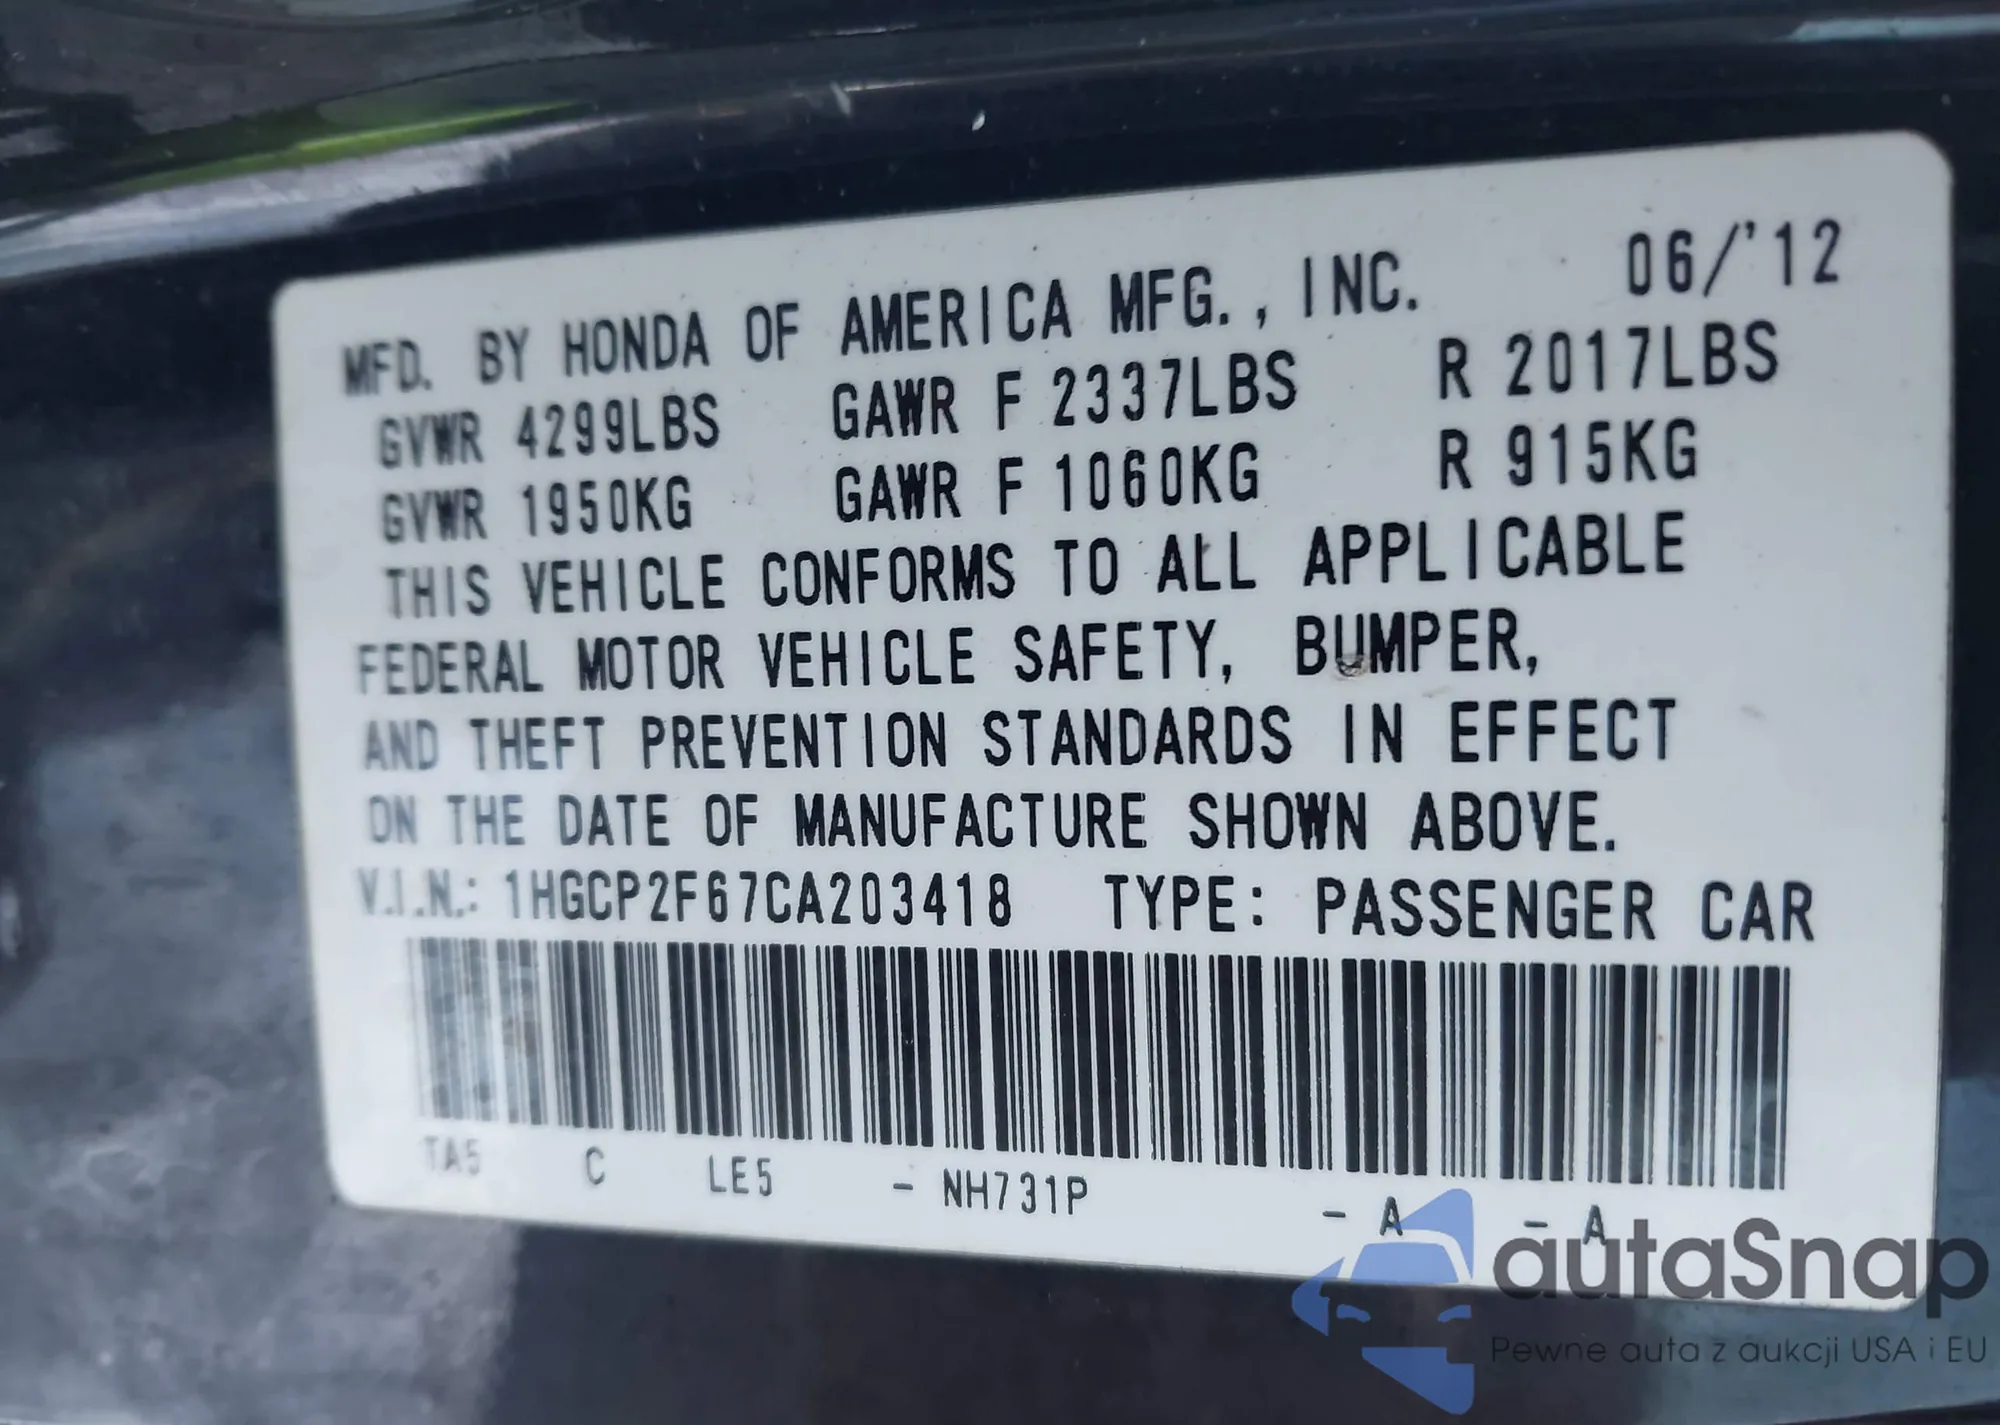 MFD. BY HONDA OF AMERICA MFG., INC. 06/'12
GVWR 4299LBS GAWR F 2337LBS R 2017LBS
GVWR 1950KG GAWR F 1060KG R 915KG
THIS VEHICLE CONFORMS TO ALL APPLICABLE
FEDERAL MOTOR VEHICLE SAFETY, BUMPER,
AND THEFT PREVENTION STANDARDS IN EFFECT
ON THE DATE OF MANUFACTURE SHOWN ABOVE.
V.I.N.: 1HGCP2F67CA203418 TYPE: PASSENGER CAR
TA5 C LE5 - NH731P - A - A
autaSnap
Pewne auta z aukcji USA i EU